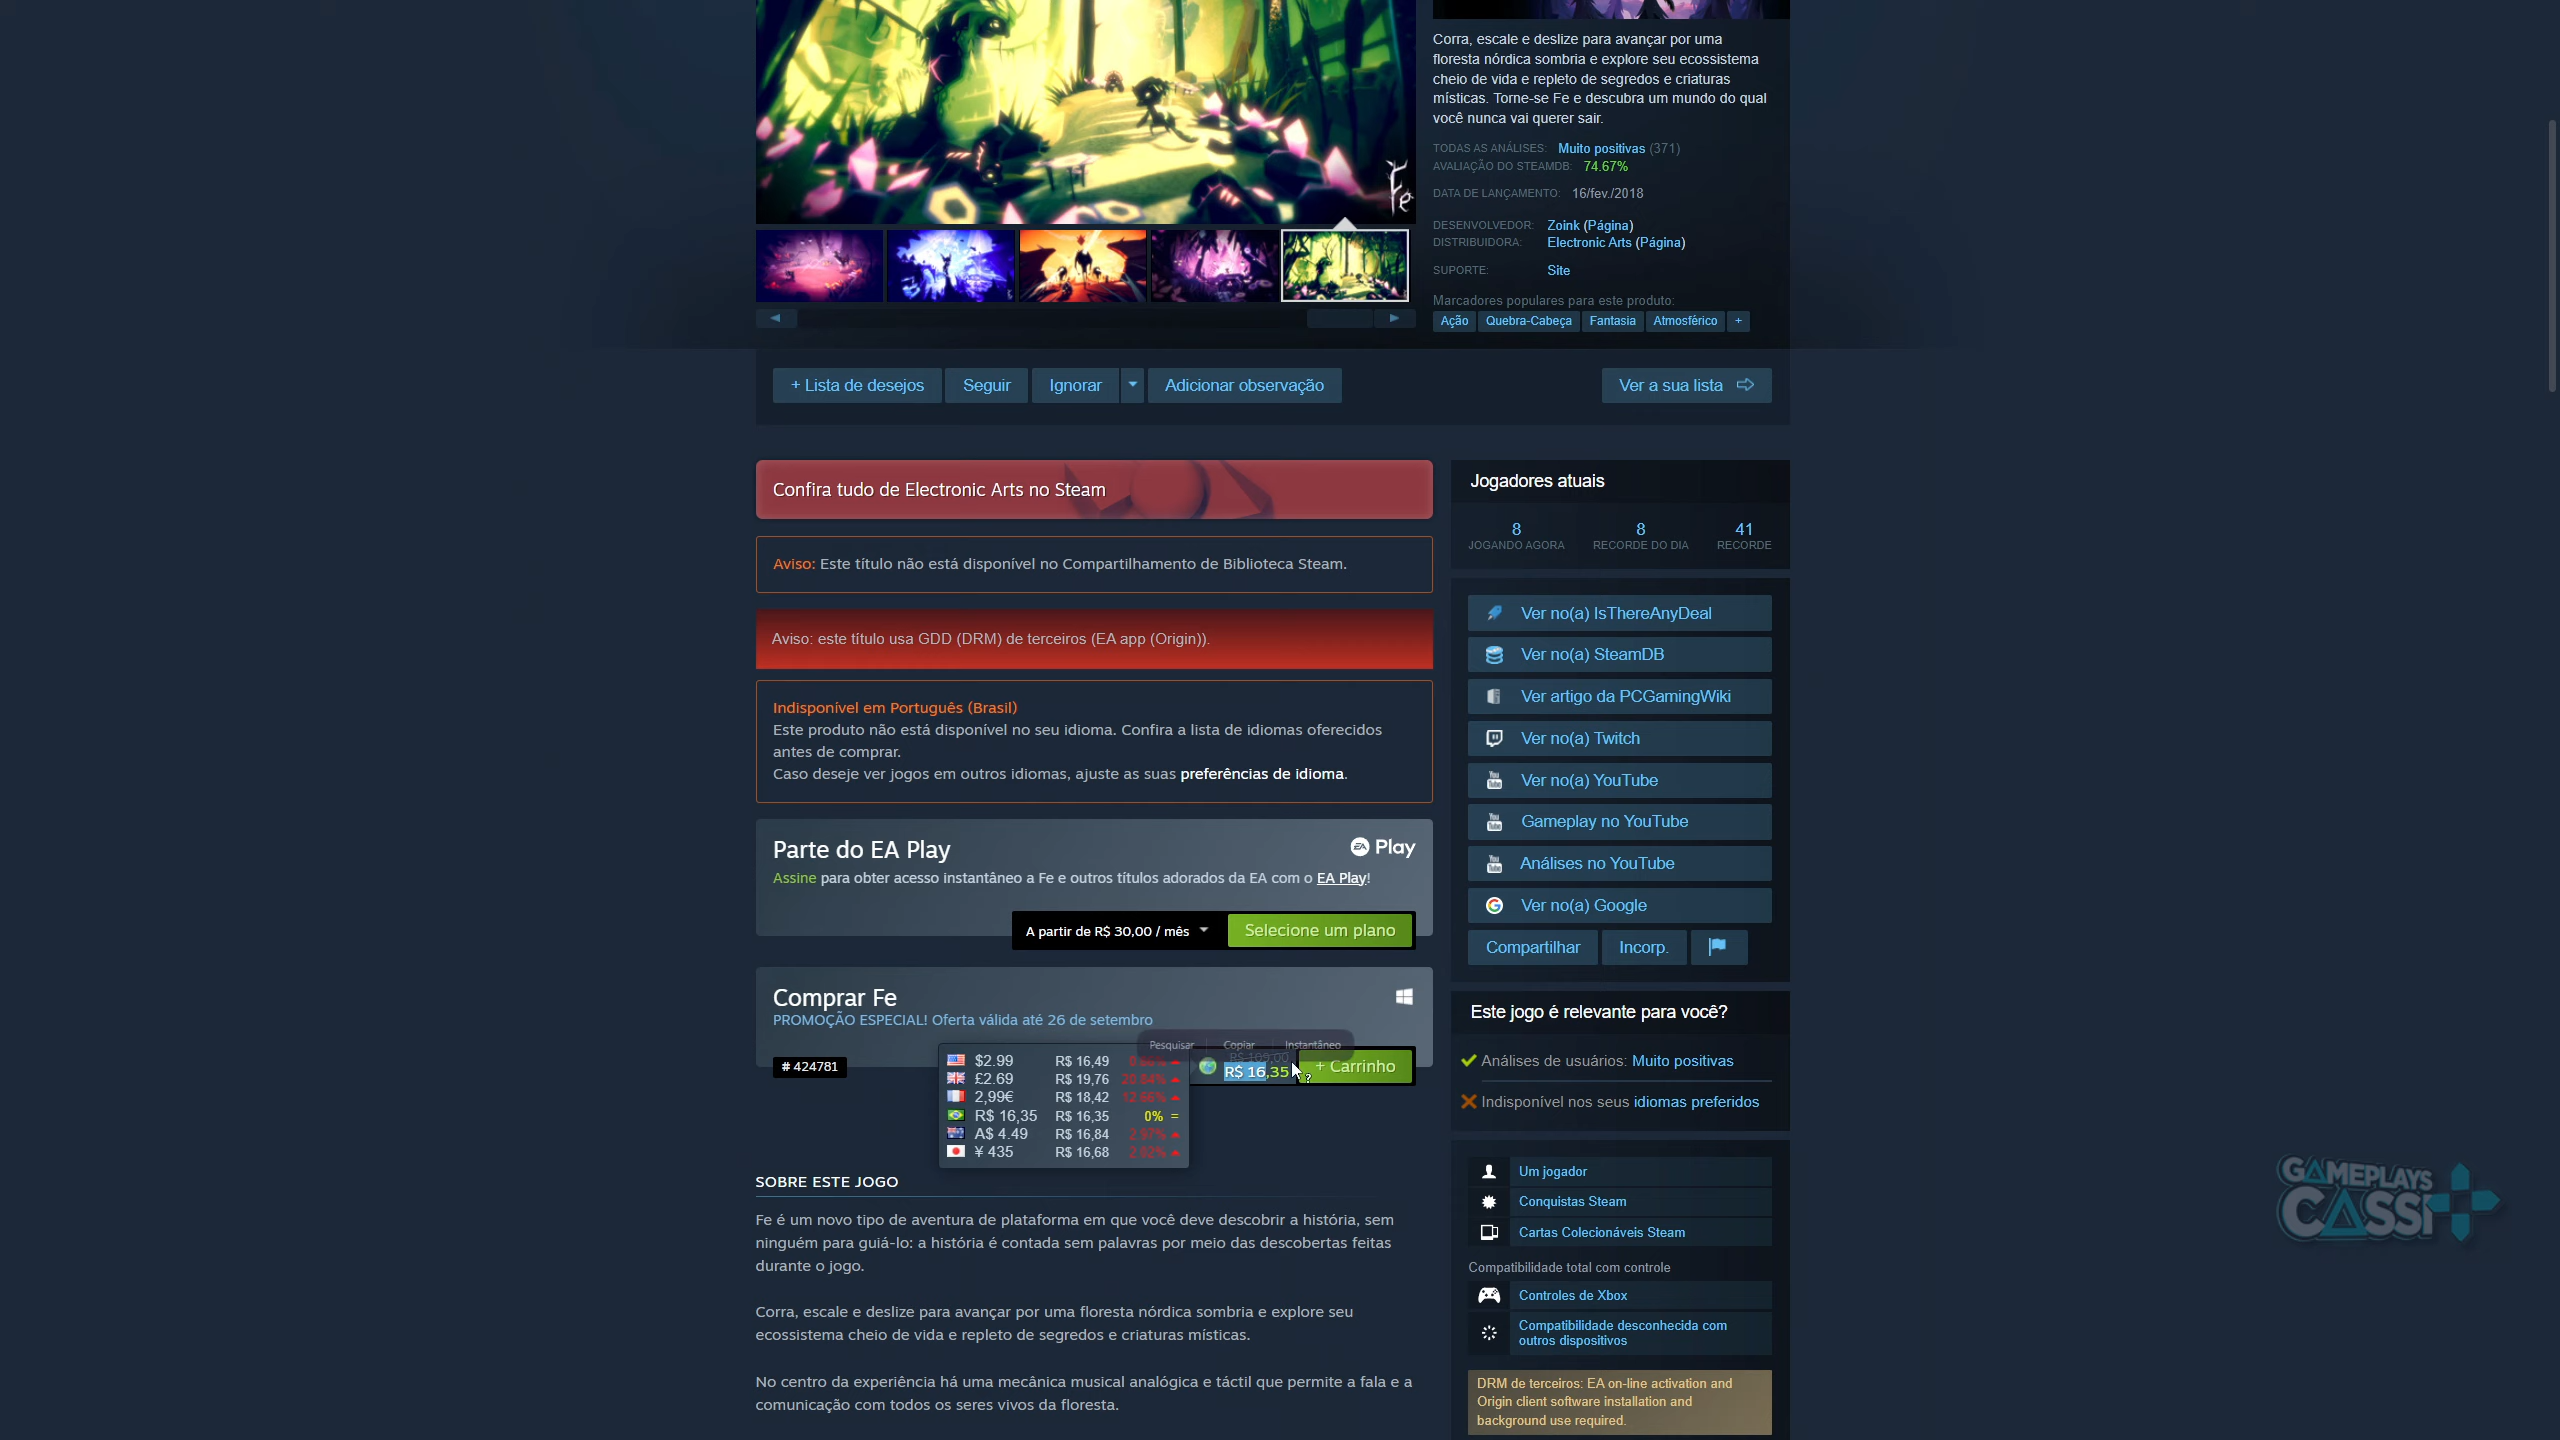 Corra, escale e deslize para avançar por uma
floresta nórdica sombria e explore seu ecossistema
cheio de vida e repleto de segredos e criaturas
místicas. Torne-se Fe e descubra um mundo do qual
você nunca vai querer sair.
TODAS AS ANÁLISES: Muito positivas (371)
AVALIAÇÃO DO STEAMDB: 74.67%
DATA DE LANÇAMENTO: 16/fev./2018
DESENVOLVEDOR: Zoink (Página)
DISTRIBUIDORA: Electronic Arts (Página)
SUPORTE: Site
Marcadores populares para este produto:
Ação Quebra-Cabeça Fantasia Atmosférico +
Fe
+ Lista de desejos Seguir Ignorar Adicionar observação Ver a sua lista
Confira tudo de Electronic Arts no Steam
Aviso: Este título não está disponível no Compartilhamento de Biblioteca Steam.
Aviso: este título usa GDD (DRM) de terceiros (EA app (Origin)).
Indisponível em Português (Brasil)
Este produto não está disponível no seu idioma. Confira a lista de idiomas oferecidos
antes de comprar.
Caso deseje ver jogos em outros idiomas, ajuste as suas preferências de idioma.
Parte do EA Play
EA Play
Assine para obter acesso instantâneo a Fe e outros títulos adorados da EA com o EA Play!
A partir de R$ 30,00 / mês Selecione um plano
Comprar Fe
PROMOÇÃO ESPECIAL! Oferta válida até 26 de setembro
Pesquisar Copiar Instantâneo
# 424781
R$ 109,00
R$ 16,35 + Carrinho
$2.99 R$ 16,49
£2.69 R$ 19,76 20.84%
2,99€ R$ 18,42 12.66%
R$ 16,35 R$ 16,35 0% =
A$ 4.49 R$ 16,84 2.97%
¥ 435 R$ 16,68 2.02%
SOBRE ESTE JOGO
Fe é um novo tipo de aventura de plataforma em que você deve descobrir a história, sem
ninguém para guiá-lo: a história é contada sem palavras por meio das descobertas feitas
durante o jogo.
Corra, escale e deslize para avançar por uma floresta nórdica sombria e explore seu
ecossistema cheio de vida e repleto de segredos e criaturas místicas.
No centro da experiência há uma mecânica musical analógica e táctil que permite a fala e a
comunicação com todos os seres vivos da floresta.
Jogadores atuais
8 8 41
JOGANDO AGORA RECORDE DO DIA RECORDE
Ver no(a) IsThereAnyDeal
Ver no(a) SteamDB
Ver artigo da PCGamingWiki
Ver no(a) Twitch
Ver no(a) YouTube
Gameplay no YouTube
Análises no YouTube
Ver no(a) Google
Compartilhar Incorp.
Este jogo é relevante para você?
Análises de usuários: Muito positivas
Indisponível nos seus idiomas preferidos
Um jogador
Conquistas Steam
Cartas Colecionáveis Steam
Compatibilidade total com controle
Controles de Xbox
Compatibilidade desconhecida com
outros dispositivos
DRM de terceiros: EA on-line activation and
Origin client software installation and
background use required.
GAMEPLAYS
CASSI